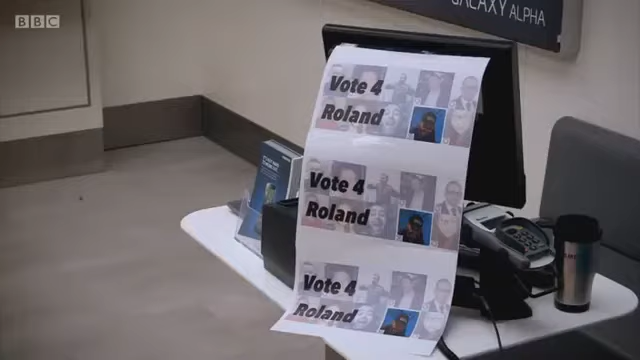 BBC
GALAXY ALPHA
Vote 4
Roland
Vote 4
Roland
Vote 4
Roland